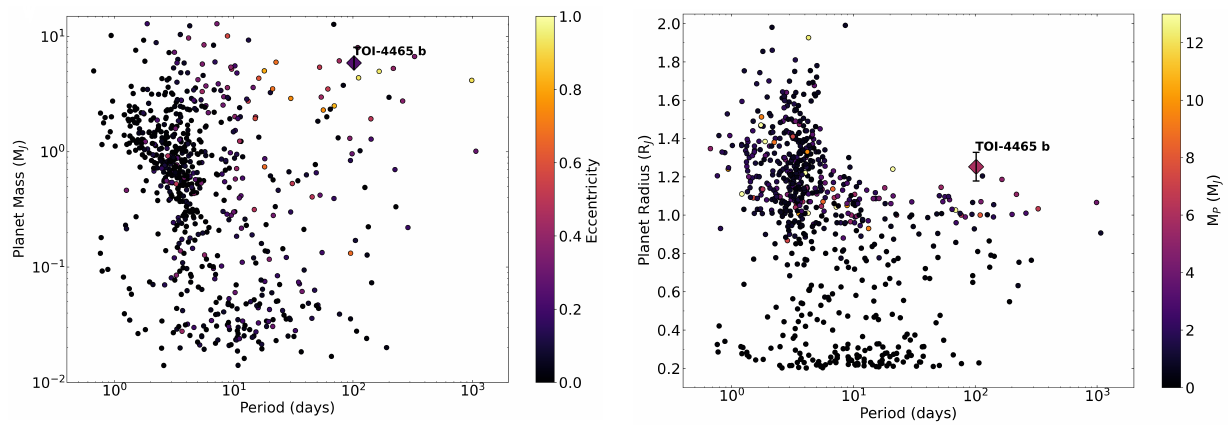 10¹
10⁰
10⁻¹
10⁻²
Planet Mass (M_J)
10⁰ 10¹ 10² 10³
Period (days)
TOI-4465 b
1.0
0.8
0.6
0.4
0.2
0.0
Eccentricity
2.0
1.8
1.6
1.4
1.2
1.0
0.8
0.6
0.4
0.2
Planet Radius (R_J)
10⁰ 10¹ 10² 10³
Period (days)
TOI-4465 b
12
10
8
6
4
2
0
M_P (M_J)